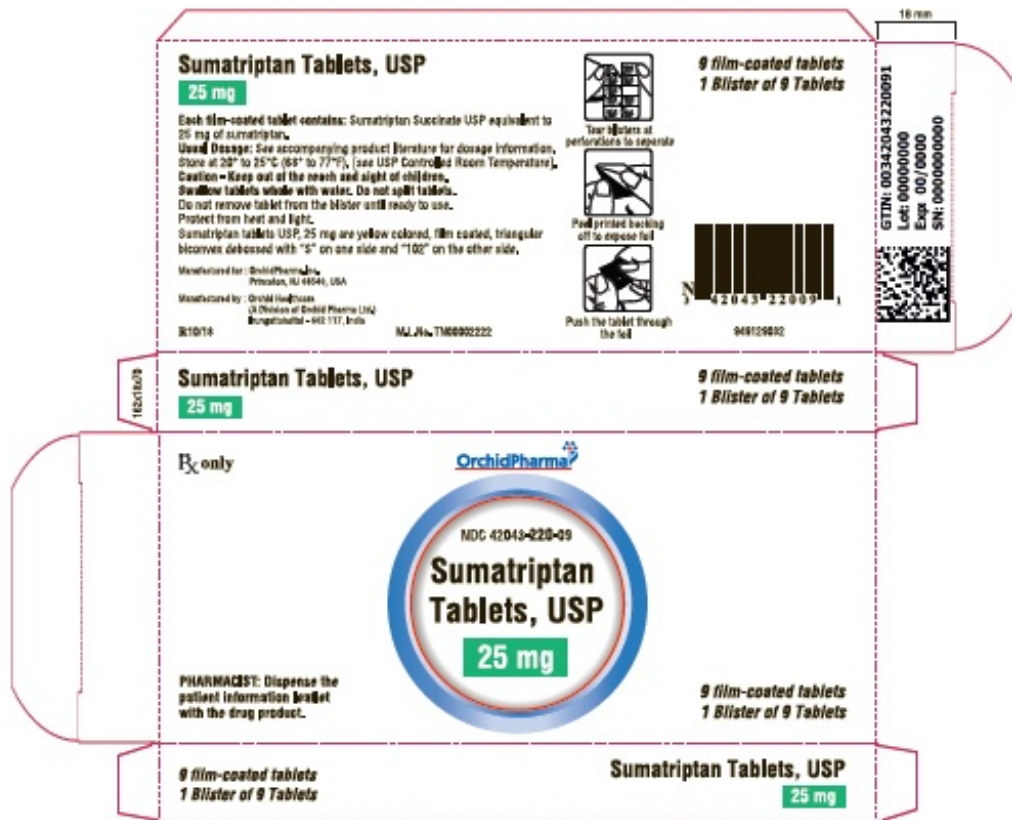 18 mm
Sumatriptan Tablets, USP
25 mg
9 film-coated tablets
1 Blister of 9 Tablets
Each film-coated tablet contains: Sumatriptan Succinate USP equivalent to
25 mg of sumatriptan.
Usual Dosage: See accompanying product literature for dosage information.
Store at 20° to 25°C (68° to 77°F). [see USP Controlled Room Temperature].
Caution - Keep out of the reach and sight of children.
Swallow tablets whole with water. Do not split tablets.
Do not remove tablet from the blister until ready to use.
Protect from heat and light.
Sumatriptan tablets USP, 25 mg are yellow colored, film coated, triangular
biconvex debossed with "S" on one side and "102" on the other side.
Manufactured for : OrchidPharma, Inc.
Princeton, NJ USA
Manufactured by : Orchid Healthcare
(A Division of Orchid Pharma Ltd.)
India
R:10/18
M.L.No. TN00002222
Tear blisters at
perforations to separate
Peel printed backing
off to expose foil
Push the tablet through
the foil
N
3 42043 22009 1
GTIN: 00342043220091
Lot: 00000000
Exp: 00/0000
SN: 0000000000
162x18x70
Sumatriptan Tablets, USP
25 mg
9 film-coated tablets
1 Blister of 9 Tablets
Rx only
OrchidPharma
NDC 42043-220-09
Sumatriptan
Tablets, USP
25 mg
PHARMACIST: Dispense the
patient information leaflet
with the drug product.
9 film-coated tablets
1 Blister of 9 Tablets
9 film-coated tablets
1 Blister of 9 Tablets
Sumatriptan Tablets, USP
25 mg